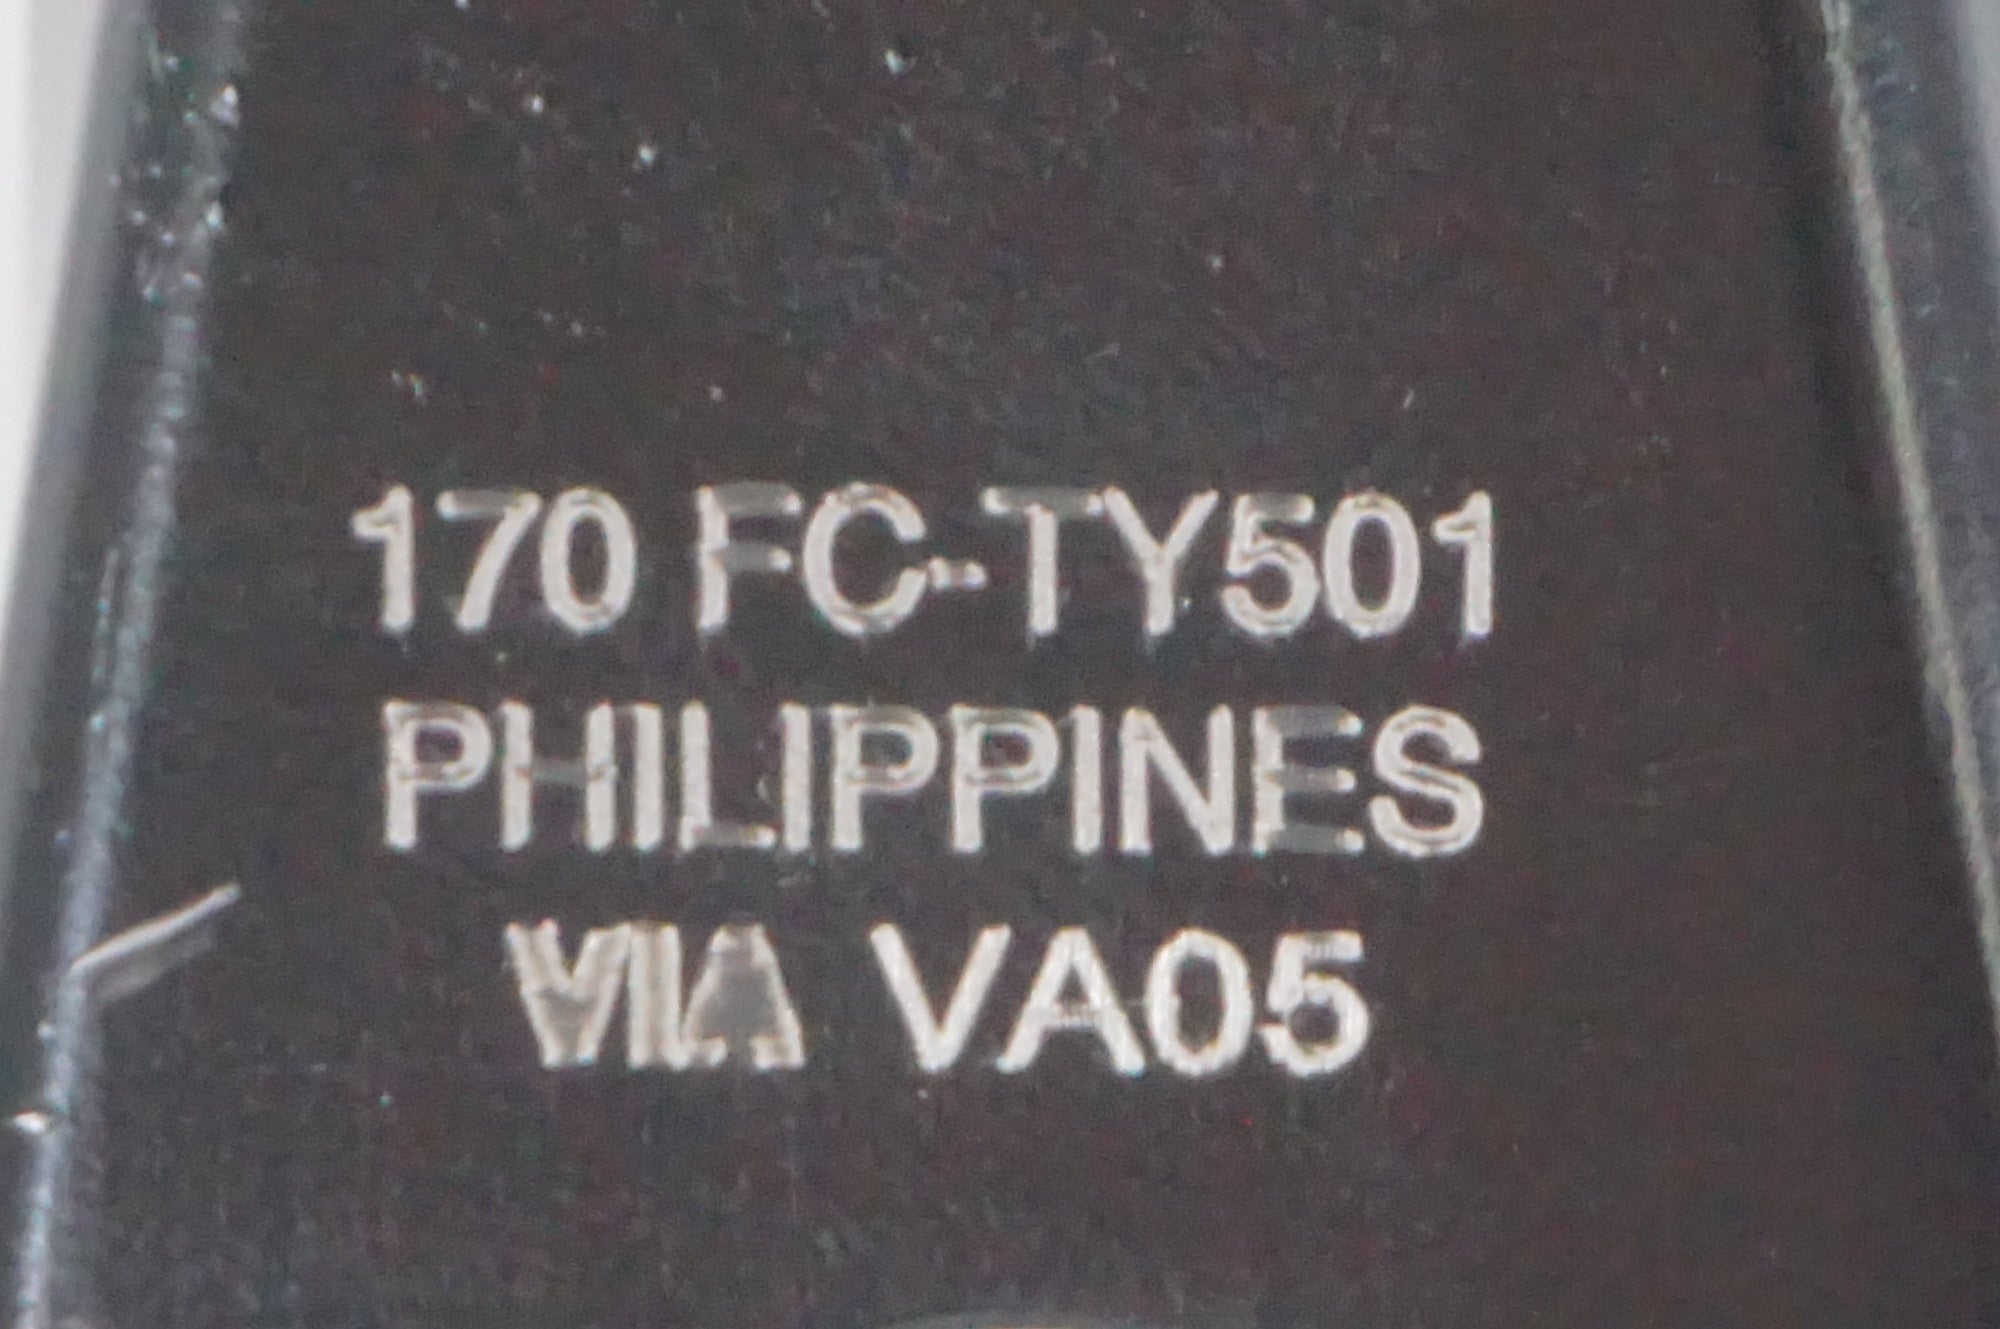 170 FC-TY501
PHILIPPINES
VIA VA05